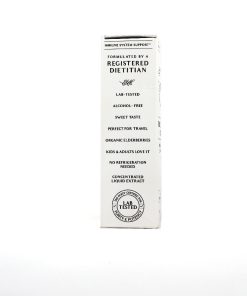 IMMUNE SYSTEM SUPPORT
FORMULATED BY A
REGISTERED
DIETITIAN
LAB-TESTED
ALCOHOL-FREE
SWEET TASTE
PERFECT FOR TRAVEL
ORGANIC ELDERBERRIES
KIDS & ADULTS LOVE IT
NO REFRIGERATION
NEEDED
CONCENTRATED
LIQUID EXTRACT
LAB
TESTED